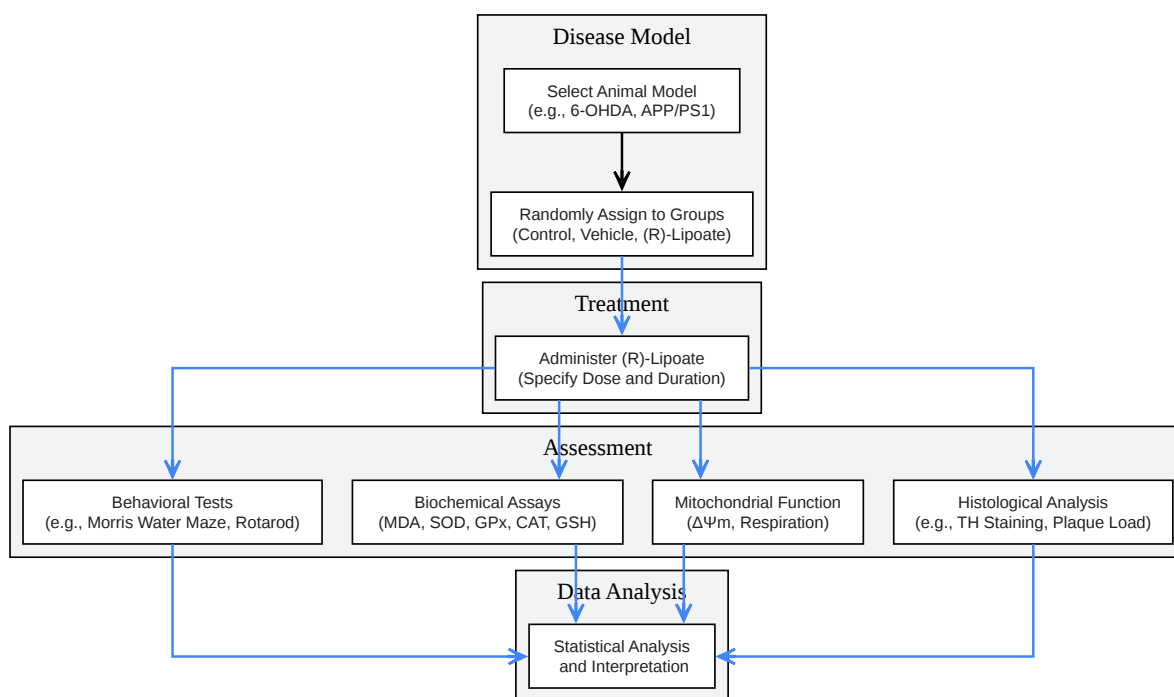 Disease Model
Select Animal Model
(e.g., 6-OHDA, APP/PS1)
Randomly Assign to Groups
(Control, Vehicle, (R)-Lipoate)
Treatment
Administer (R)-Lipoate
(Specify Dose and Duration)
Assessment
Behavioral Tests
(e.g., Morris Water Maze, Rotarod)
Biochemical Assays
(MDA, SOD, GPx, CAT, GSH)
Mitochondrial Function
(ΔΨm, Respiration)
Histological Analysis
(e.g., TH Staining, Plaque Load)
Data Analysis
Statistical Analysis
and Interpretation